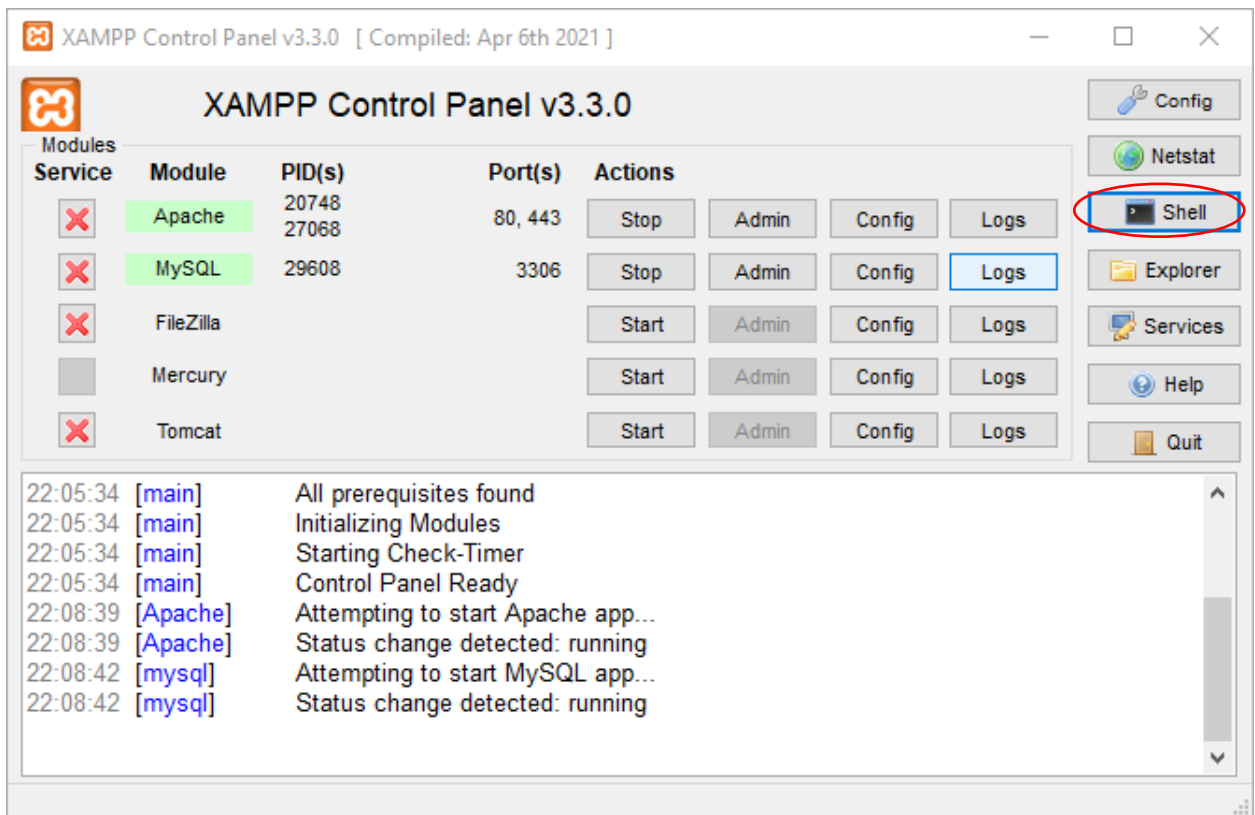 XAMPP Control Panel v3.3.0 [ Compiled: Apr 6th 2021 ]
XAMPP Control Panel v3.3.0
Config
Modules
Netstat
Service Module PID(s) Port(s) Actions
Apache 20748 27068 80, 443 Stop Admin Config Logs
Shell
MySQL 29608 3306 Stop Admin Config Logs
Explorer
FileZilla Start Admin Config Logs
Services
Mercury Start Admin Config Logs
Help
Tomcat Start Admin Config Logs
Quit
22:05:34 [main] All prerequisites found
22:05:34 [main] Initializing Modules
22:05:34 [main] Starting Check-Timer
22:05:34 [main] Control Panel Ready
22:08:39 [Apache] Attempting to start Apache app...
22:08:39 [Apache] Status change detected: running
22:08:42 [mysql] Attempting to start MySQL app...
22:08:42 [mysql] Status change detected: running